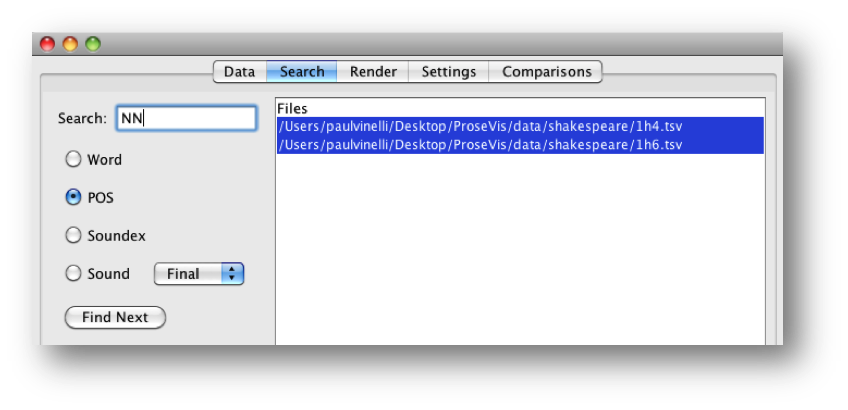 Data Search Render Settings Comparisons
Search: NN
Word
POS
Soundex
Sound Final
Find Next
Files
/Users/paulvinelli/Desktop/ProseVis/data/shakespeare/1h4.tsv
/Users/paulvinelli/Desktop/ProseVis/data/shakespeare/1h6.tsv